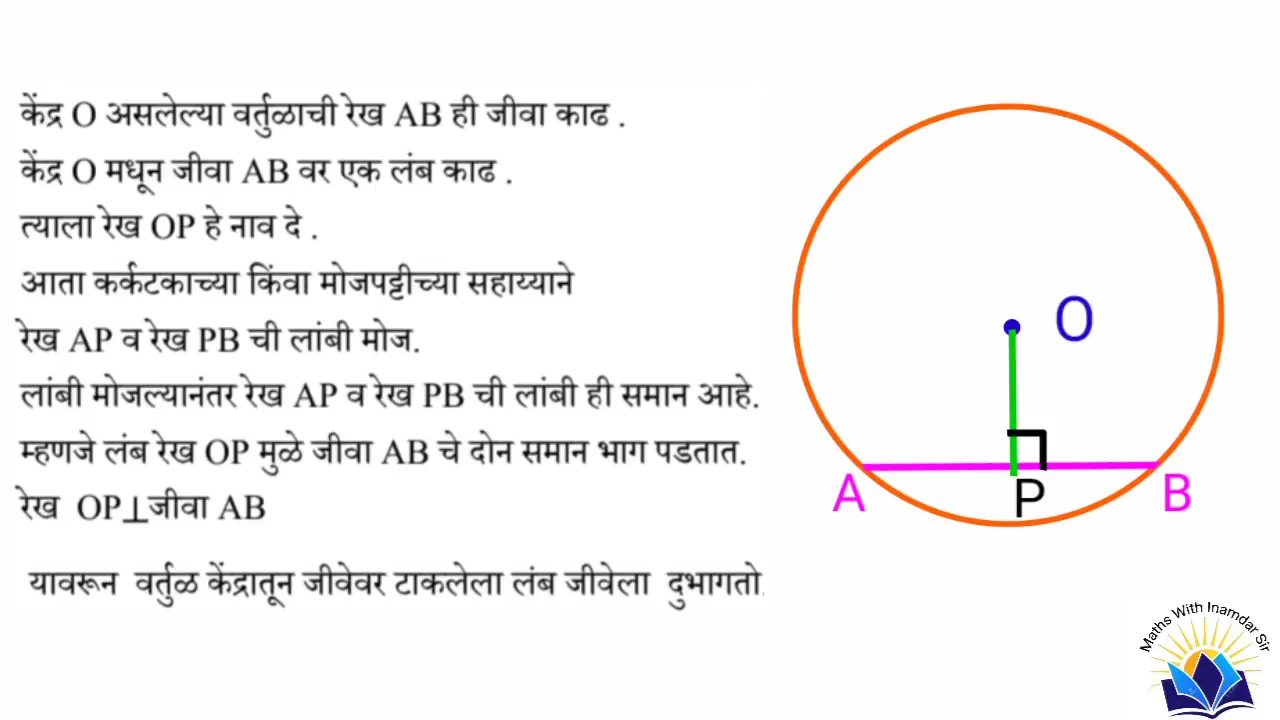 केंद्र O असलेल्या वर्तुळाची रेख AB ही जीवा काढ .
केंद्र O मधून जीवा AB वर एक लंब काढ .
त्याला रेख OP हे नाव दे .
आता कर्कटकाच्या किंवा मोजपट्टीच्या सहाय्याने
रेख AP व रेख PB ची लांबी मोज.
लांबी मोजल्यानंतर रेख AP व रेख PB ची लांबी ही समान आहे.
म्हणजे लंब रेख OP मुळे जीवा AB चे दोन समान भाग पडतात.
रेख OP⊥जीवा AB
यावरून वर्तुळ केंद्रातून जीवेवर टाकलेला लंब जीवेला दुभागतो.
O
A
P
B
Maths With Inamdar Sir